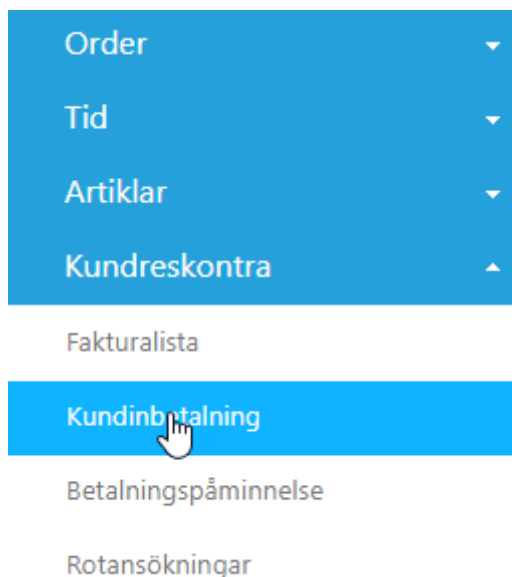 Order
Tid
Artiklar
Kundreskontra
Fakturalista
Kundinbetalning
Betalningspåminnelse
Rotansökningar